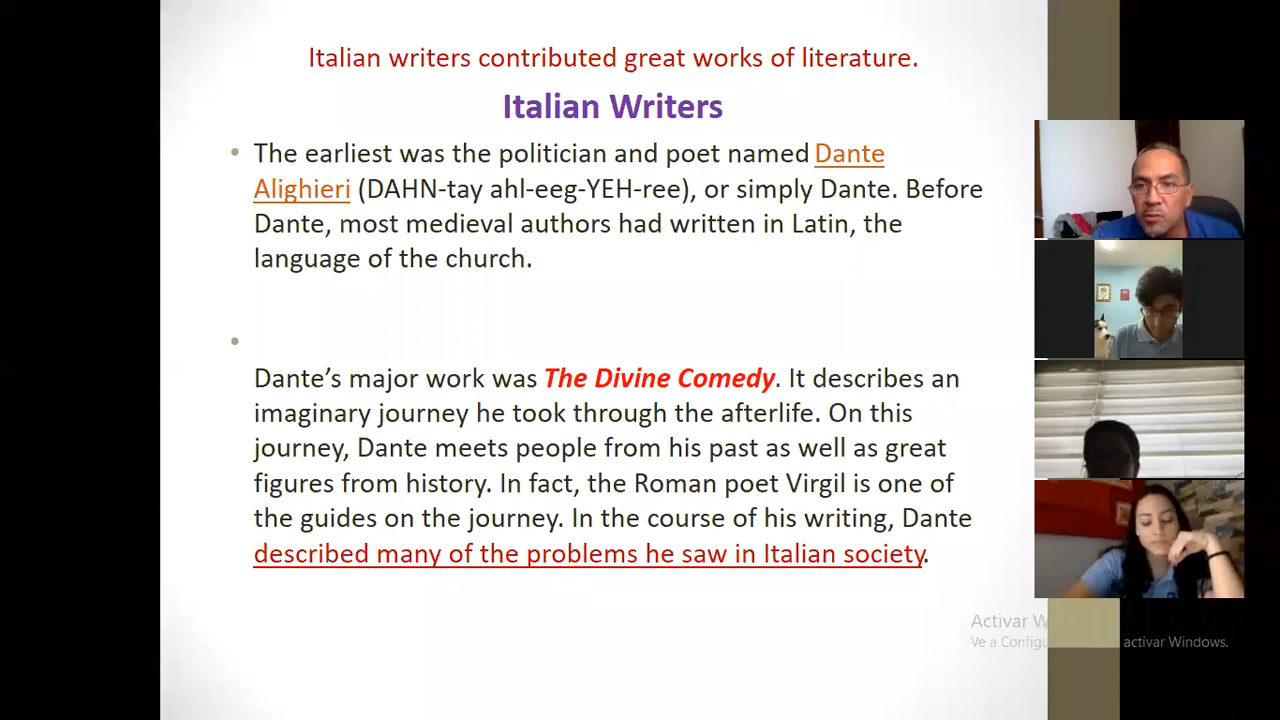 Italian writers contributed great works of literature.
Italian Writers
• The earliest was the politician and poet named Dante
Alighieri (DAHN-tay ahl-eeg-YEH-ree), or simply Dante. Before
Dante, most medieval authors had written in Latin, the
language of the church.
•
Dante’s major work was The Divine Comedy. It describes an
imaginary journey he took through the afterlife. On this
journey, Dante meets people from his past as well as great
figures from history. In fact, the Roman poet Virgil is one of
the guides on the journey. In the course of his writing, Dante
described many of the problems he saw in Italian society.
Activar W
Ve a Configu activar Windows.